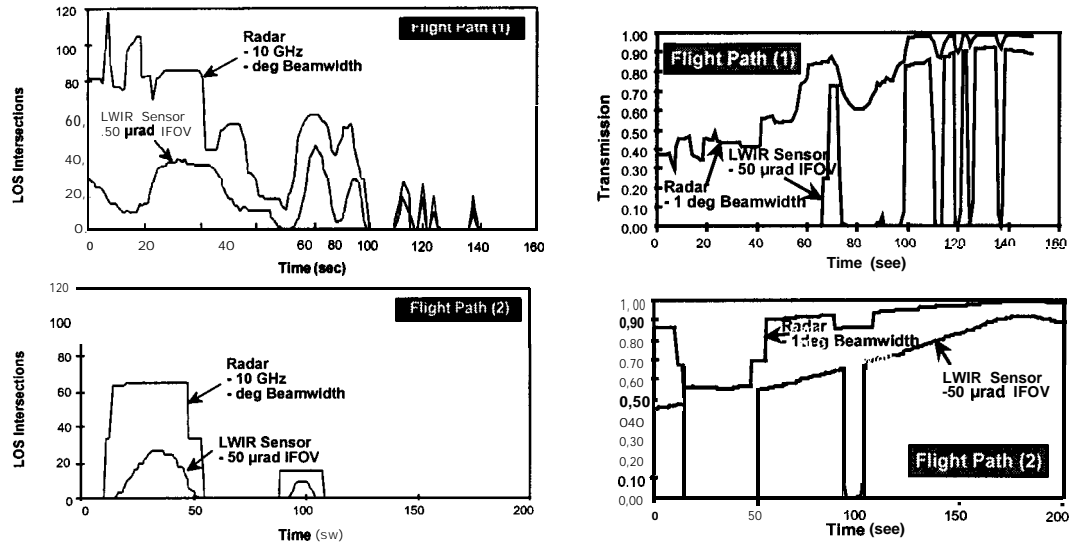 120
100
80
60,
40,
20
0
LOS Intersections
Flight Path (1)
Radar
- 10 GHz
- deg Beamwidth
LWIR Sensor
.50 µrad IFOV
0 20 40 60 80 100 120 140 160
Time (sec)
1.00
0.90
0.80
0.70
0.60
0.50
0.40
0.30
0.20
0.10
0.00
Transmission
Flight Path (1)
LWIR Sensor
- 50 µrad IFOV
Radar
- 1 deg Beamwidth
0 20 40 60 80 100 120 140 160
Time (see)
120
100
80
60
40
20
0
LOS Intersections
Flight Path (2)
Radar
- 10 GHz
- deg Beamwidth
LWIR Sensor
- 50 µrad IFOV
0 50 100 150 200
Time (sw)
1,00
0,90
0,80
0.70
0,60
0,50
040
0.30
0,20
0.10
0,00
Radar
- 1deg Beamwidth
LWIR Sensor
-50 µrad IFOV
Flight Path (2)
0 50 100 150 200
Time (see)